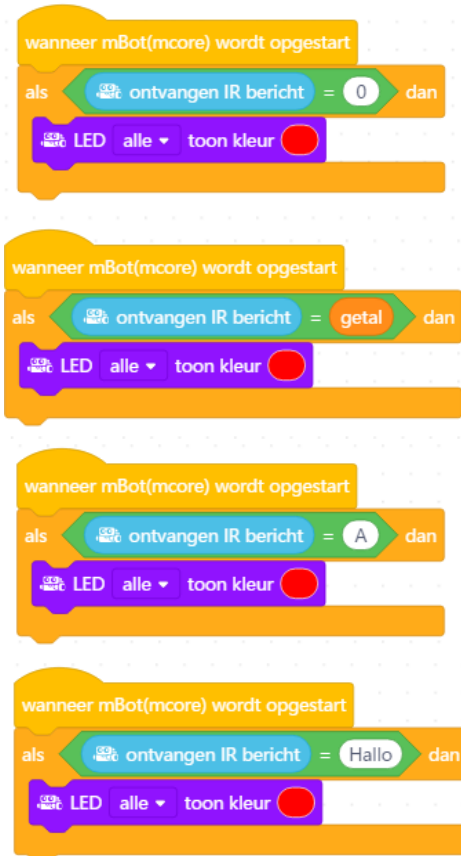 wanneer mBot(mcore) wordt opgestart
als ontvangen IR bericht = 0 dan
LED alle toon kleur
wanneer mBot(mcore) wordt opgestart
als ontvangen IR bericht = getal dan
LED alle toon kleur
wanneer mBot(mcore) wordt opgestart
als ontvangen IR bericht = A dan
LED alle toon kleur
wanneer mBot(mcore) wordt opgestart
als ontvangen IR bericht = Hallo dan
LED alle toon kleur